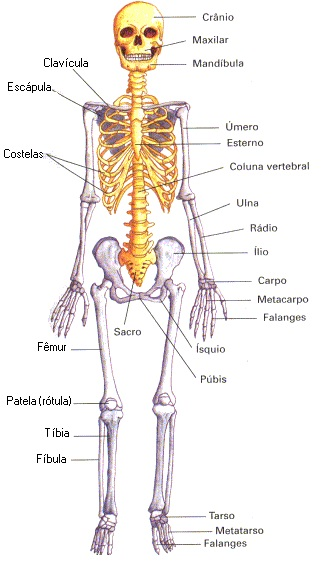 Crânio
Maxilar
Mandíbula
Clavícula
Escápula
Úmero
Esterno
Costelas
Coluna vertebral
Ulna
Rádio
Ílio
Carpo
Metacarpo
Falanges
Sacro
Ísquio
Fêmur
Púbis
Patela (rótula)
Tíbia
Fíbula
Tarso
Metatarso
Falanges